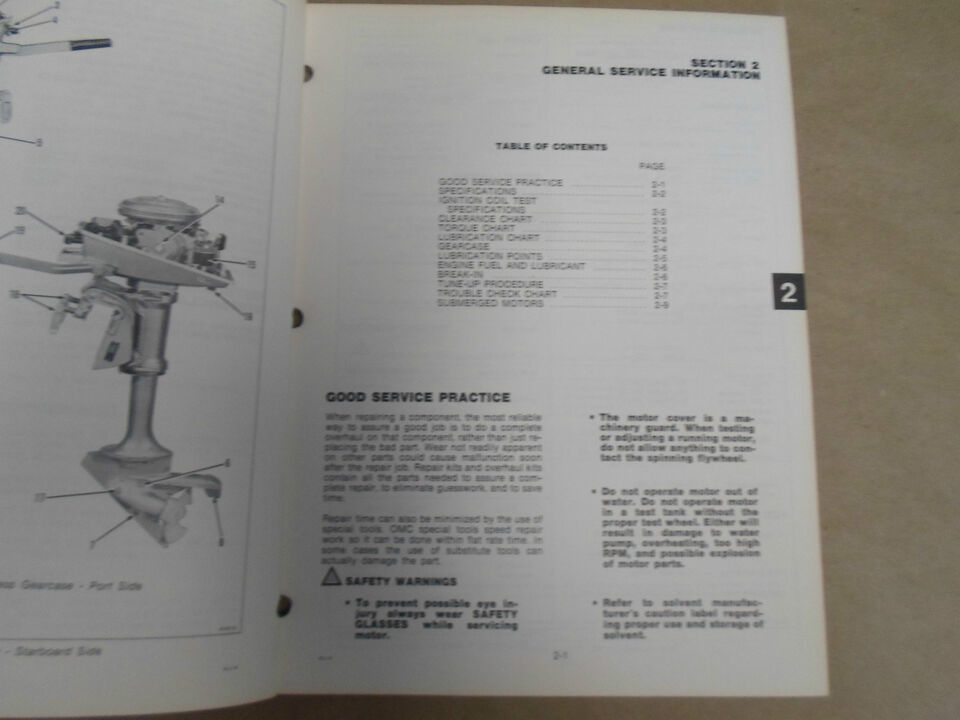 2
4
5
14
20
19
15
19
18
6
13
7
8
ess Gearcase - Port Side
- Starboard Side
SECTION 2
GENERAL SERVICE INFORMATION
TABLE OF CONTENTS
PAGE
GOOD SERVICE PRACTICE 2-1
SPECIFICATIONS 2-2
IGNITION COIL TEST
SPECIFICATIONS 2-2
CLEARANCE CHART 2-3
TORQUE CHART 2-3
LUBRICATION CHART 2-4
GEARCASE 2-4
LUBRICATION POINTS 2-5
ENGINE FUEL AND LUBRICANT 2-6
BREAK-IN 2-6
TUNE-UP PROCEDURE 2-7
TROUBLE CHECK CHART 2-7
SUBMERGED MOTORS 2-9
2
GOOD SERVICE PRACTICE
When repairing a component, the most reliable
way to assure a good job is to do a complete
overhaul on that component, rather than just re-
placing the bad part. Wear not readily apparent
on other parts could cause malfunction soon
after the repair job. Repair kits and overhaul kits
contain all the parts needed to assure a com-
plete repair, to eliminate guesswork, and to save
time.
Repair time can also be minimized by the use of
special tools. OMC special tools speed repair
work so it can be done within flat rate time. In
some cases the use of substitute tools can
actually damage the part.
SAFETY WARNINGS
• To prevent possible eye in-
jury always wear SAFETY
GLASSES while servicing
motor.
• The motor cover is a ma-
chinery guard. When testing
or adjusting a running motor,
do not allow anything to con-
tact the spinning flywheel.
• Do not operate motor out of
water. Do not operate motor
in a test tank without the
proper test wheel. Either will
result in damage to water
pump, overheating, too high
RPM, and possible explosion
of motor parts.
• Refer to solvent manufac-
turer's caution label regard-
ing proper use and storage of
solvent.
2-1